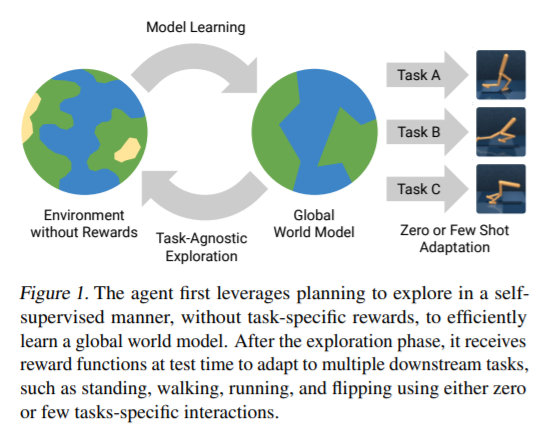 Model Learning
Task A
Task B
Task C
Environment
without Rewards
Task-Agnostic
Exploration
Global
World Model
Zero or Few Shot
Adaptation
Figure 1. The agent first leverages planning to explore in a self-
supervised manner, without task-specific rewards, to efficiently
learn a global world model. After the exploration phase, it receives
reward functions at test time to adapt to multiple downstream tasks,
such as standing, walking, running, and flipping using either zero
or few tasks-specific interactions.